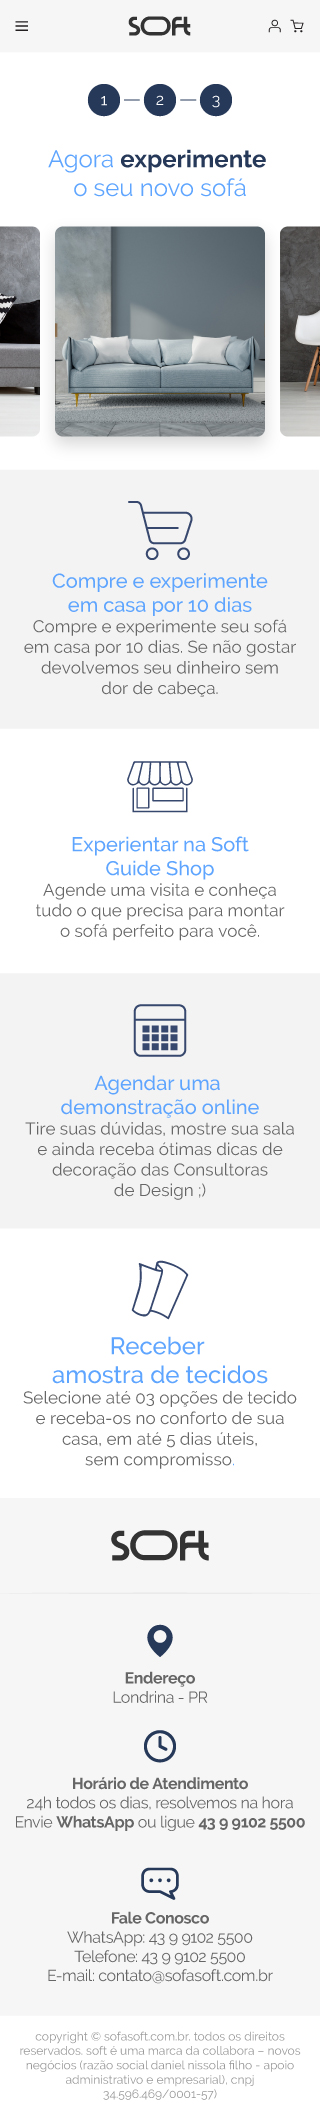 SOFt
1
2
3
Agora experimente
o seu novo sofá
Compre e experimente
em casa por 10 dias
Compre e experimente seu sofá
em casa por 10 dias. Se não gostar
devolvemos seu dinheiro sem
dor de cabeça.
Experientar na Soft
Guide Shop
Agende uma visita e conheça
tudo o que precisa para montar
o sofá perfeito para você.
Agendar uma
demonstração online
Tire suas dúvidas, mostre sua sala
e ainda receba ótimas dicas de
decoração das Consultoras
de Design ;)
Receber
amostra de tecidos
Selecione até 03 opções de tecido
e receba-os no conforto de sua
casa, em até 5 dias úteis,
sem compromisso.
SOFt
Endereço
Londrina - PR
Horário de Atendimento
24h todos os dias, resolvemos na hora
Envie WhatsApp ou ligue 43 9 9102 5500
Fale Conosco
WhatsApp: 43 9 9102 5500
Telefone: 43 9 9102 5500
E-mail: contato@sofasoft.com.br
copyright © sofasoft.com.br. todos os direitos
reservados. soft é uma marca da collabora – novos
negócios (razão social daniel nissola filho - apoio
administrativo e empresarial), cnpj
34.596.469/0001-57)